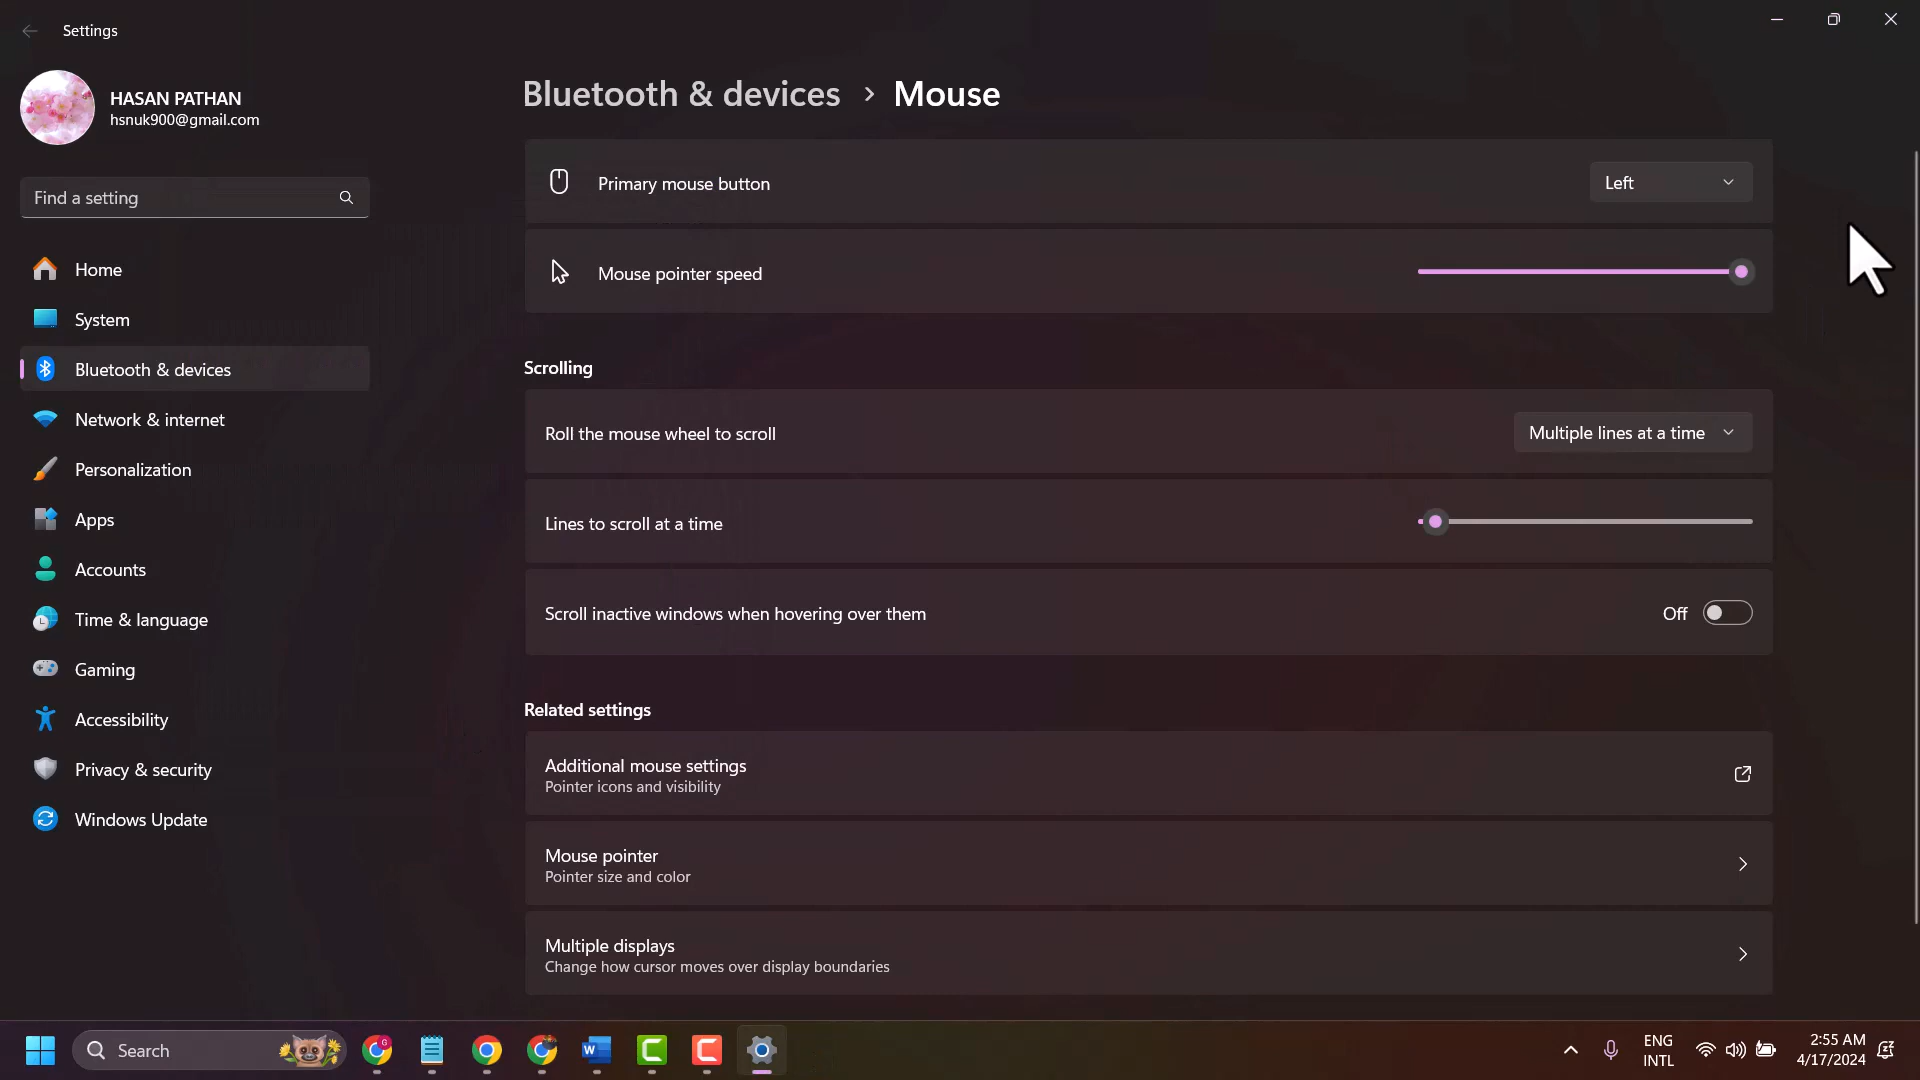 Settings
HASAN PATHAN
hsnuk900@gmail.com
Find a setting
Home
System
Bluetooth & devices
Network & internet
Personalization
Apps
Accounts
Time & language
Gaming
Accessibility
Privacy & security
Windows Update
Bluetooth & devices > Mouse
Primary mouse button Left
Mouse pointer speed
Scrolling
Roll the mouse wheel to scroll Multiple lines at a time
Lines to scroll at a time
Scroll inactive windows when hovering over them Off
Related settings
Additional mouse settings
Pointer icons and visibility
Mouse pointer
Pointer size and color
Multiple displays
Change how cursor moves over display boundaries
Search
ENG
INTL
2:55 AM
4/17/2024